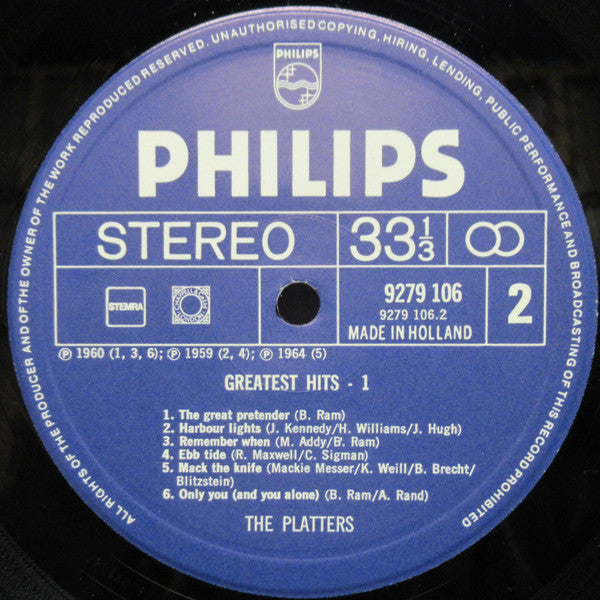 ALL RIGHTS OF THE PRODUCER AND OF THE OWNER OF THE WORK REPRODUCED RESERVED. UNAUTHORISED COPYING, HIRING, LENDING, PUBLIC PERFORMANCE AND BROADCASTING OF THIS RECORD PROHIBITED
PHILIPS
PHILIPS
STEREO 33 1/3
STEMRA
9279 106
9279 106.2
MADE IN HOLLAND
2
Ⓟ 1960 (1, 3, 6); Ⓟ 1959 (2, 4); Ⓟ 1964 (5)
GREATEST HITS - 1
1. The great pretender (B. Ram)
2. Harbour lights (J. Kennedy/H. Williams/J. Hugh)
3. Remember when (M. Addy/B. Ram)
4. Ebb tide (R. Maxwell/C. Sigman)
5. Mack the knife (Mackie Messer/K. Weill/B. Brecht/
Blitzstein)
6. Only you (and you alone) (B. Ram/A. Rand)
THE PLATTERS